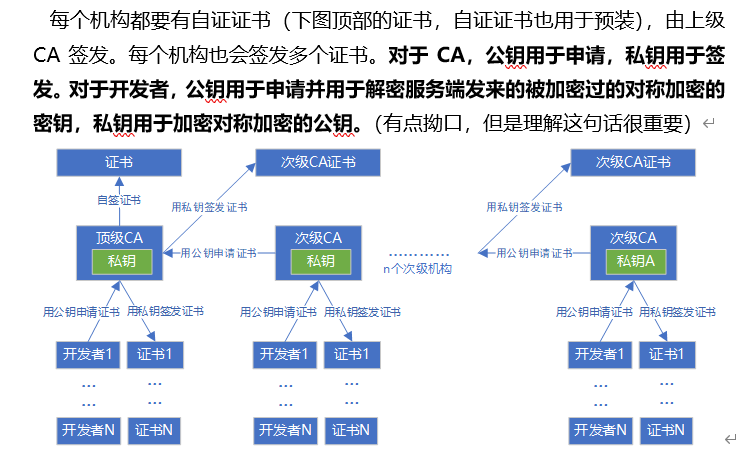 每个机构都要有自证证书（下图顶部的证书，自证证书也用于预装），由上级
CA 签发。每个机构也会签发多个证书。对于 CA，公钥用于申请，私钥用于签
发。对于开发者，公钥用于申请并用于解密服务端发来的被加密过的对称加密的
密钥，私钥用于加密对称加密的公钥。（有点拗口，但是理解这句话很重要）
证书
次级CA证书
次级CA证书
自签证书
用私钥签发证书
用私钥签发证书
顶级CA
私钥
用公钥申请证书
次级CA
私钥
…………
n个次级机构
用公钥申请证书
次级CA
私钥A
用公钥申请证书
用私钥签发证书
用公钥申请证书
用私钥签发证书
用公钥申请证书
用私钥签发证书
开发者1
证书1
开发者1
证书1
开发者1
证书1
...
...
...
...
...
...
...
...
...
...
...
...
开发者N
证书N
开发者N
证书N
开发者N
证书N